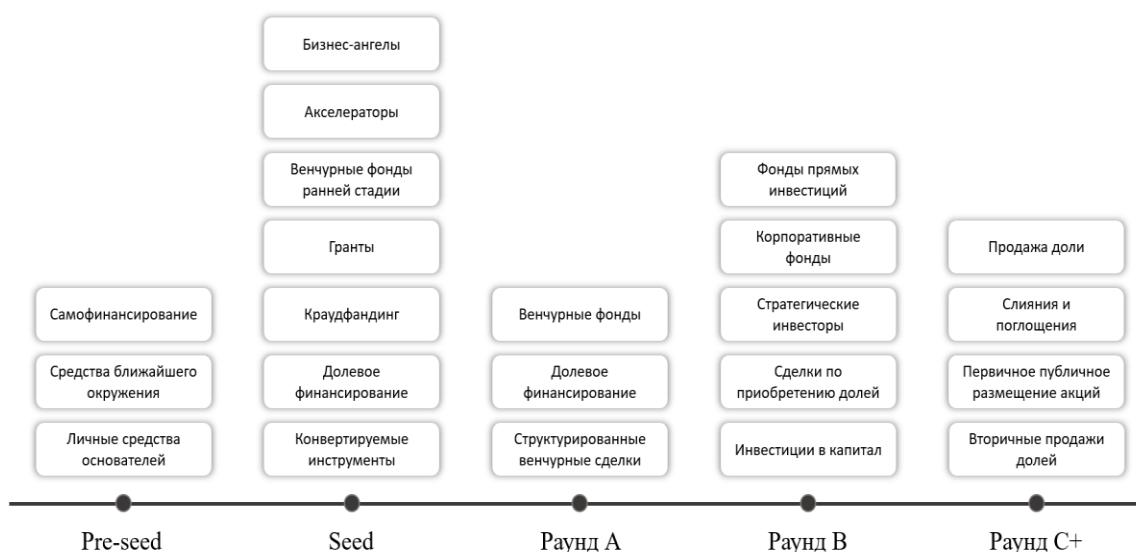 Бизнес-ангелы
Акселераторы
Венчурные фонды
ранней стадии
Фонды прямых
инвестиций
Гранты
Корпоративные
фонды
Продажа доли
Самофинансирование
Краудфандинг
Венчурные фонды
Стратегические
инвесторы
Слияния и
поглощения
Средства ближайшего
окружения
Долевое
финансирование
Долевое
финансирование
Сделки по
приобретению долей
Первичное публичное
размещение акций
Личные средства
основателей
Конвертируемые
инструменты
Структурированные
венчурные сделки
Инвестиции в капитал
Вторичные продажи
долей
Pre-seed
Seed
Раунд A
Раунд B
Раунд C+